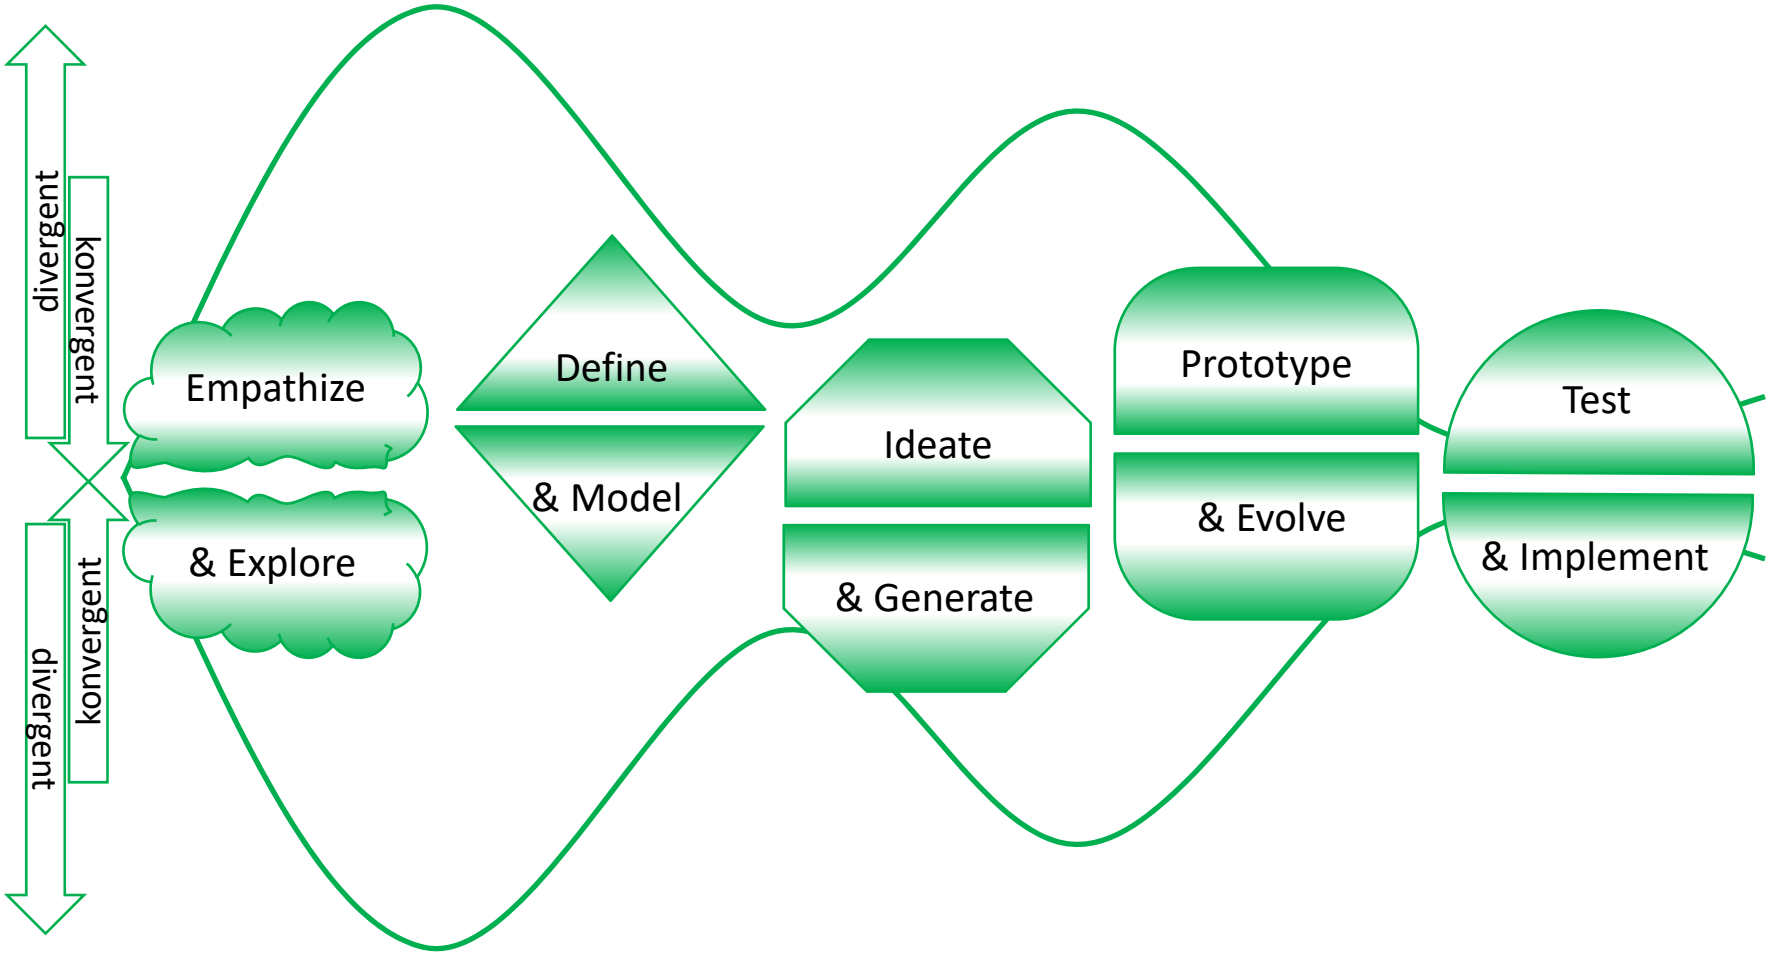 divergent
konvergent
Empathize
& Explore
Define
& Model
Ideate
& Generate
Prototype
& Evolve
Test
& Implement
konvergent
divergent